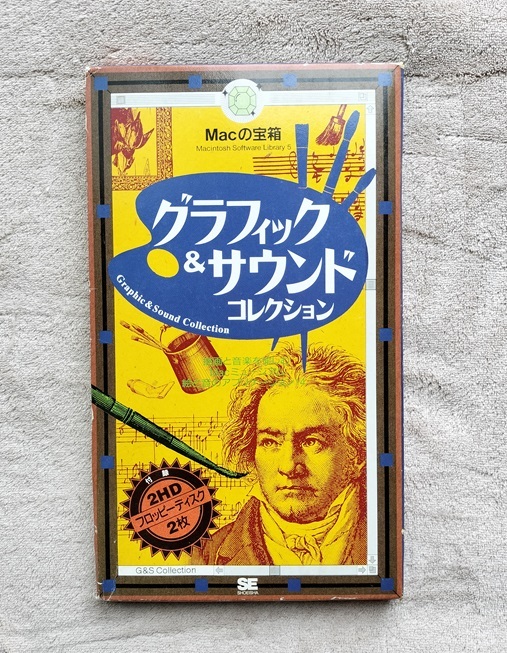 Macの宝箱
Macintosh Software Library 5
グラフィック
&サウンド
コレクション
Graphic&Sound Collection
付録
2HD
フロッピーディスク
2枚
G&S Collection
SE
SHOEISHA